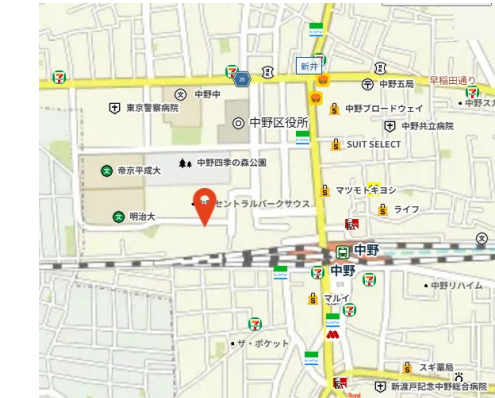 新井
早稲田通り
25
中野中
中野五局
東京警察病院
中野ブロードウェイ
中野区役所
中野共立病院
SUIT SELECT
中野四季の森公園
帝京平成大
マツモトキヨシ
セントラルパークサウス
ライフ
明治大
中野
中野
中野リハイム
マルイ
ザ・ポケット
スギ薬局
新渡戸記念中野総合病院